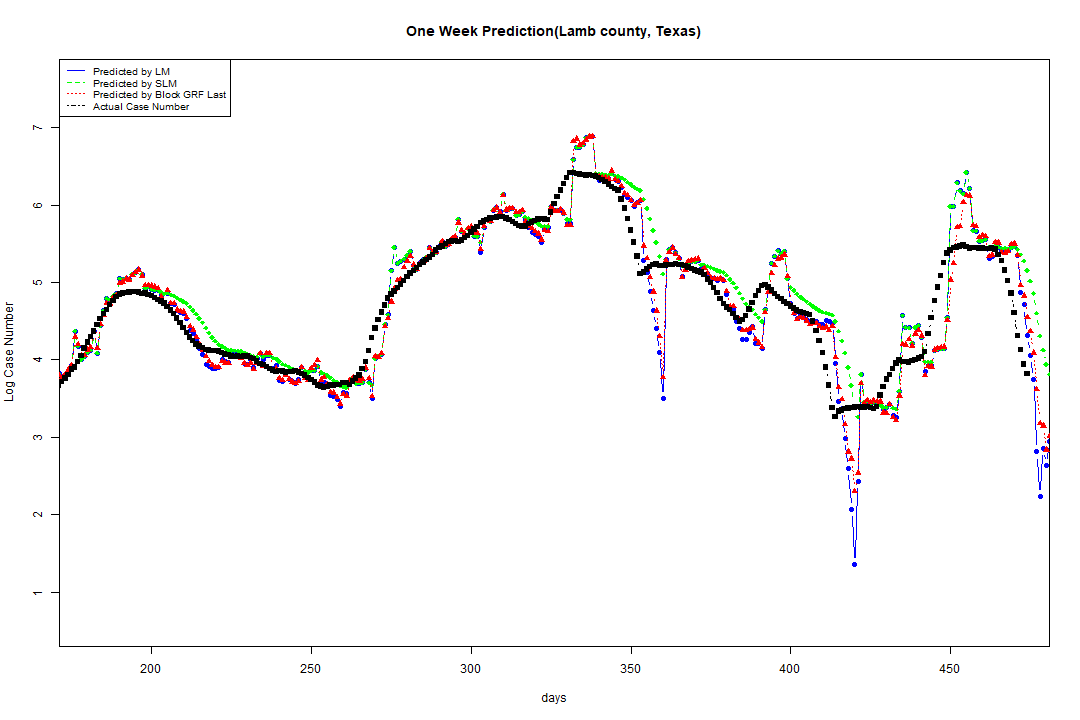 One Week Prediction(Lamb county, Texas)
Predicted by LM
Predicted by SLM
Predicted by Block GRF Last
Actual Case Number
7
6
5
4
3
2
1
Log Case Number
200 250 300 350 400 450
days